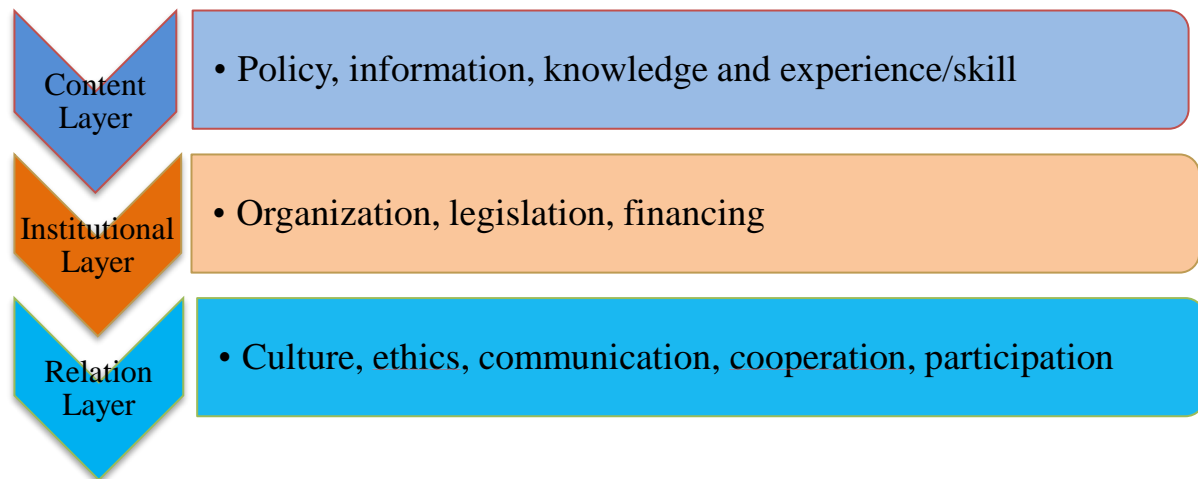 Content
Layer
• Policy, information, knowledge and experience/skill
Institutional
Layer
• Organization, legislation, financing
Relation
Layer
• Culture, ethics, communication, cooperation, participation